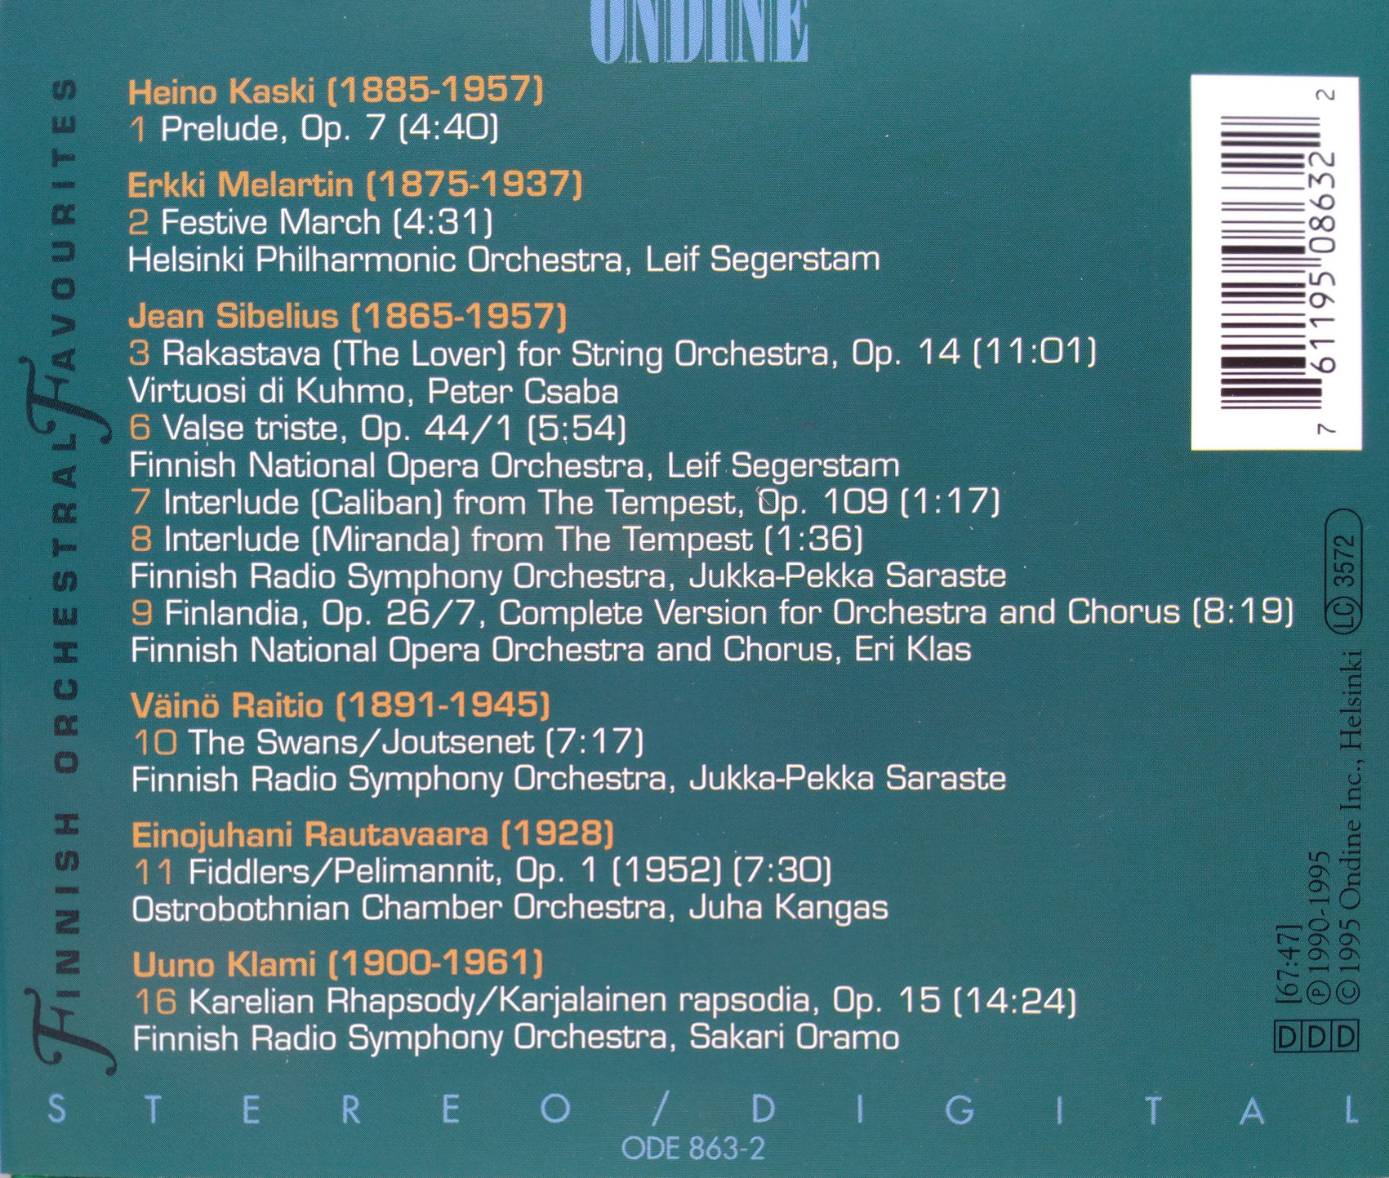 ONDINE
FINNISH ORCHESTRAL FAVOURITES
Heino Kaski (1885-1957)
1 Prelude, Op. 7 (4:40)
Erkki Melartin (1875-1937)
2 Festive March (4:31)
Helsinki Philharmonic Orchestra, Leif Segerstam
Jean Sibelius (1865-1957)
3 Rakastava (The Lover) for String Orchestra, Op. 14 (11:01)
Virtuosi di Kuhmo, Peter Csaba
6 Valse triste, Op. 44/1 (5:54)
Finnish National Opera Orchestra, Leif Segerstam
7 Interlude (Caliban) from The Tempest, Op. 109 (1:17)
8 Interlude (Miranda) from The Tempest (1:36)
Finnish Radio Symphony Orchestra, Jukka-Pekka Saraste
9 Finlandia, Op. 26/7, Complete Version for Orchestra and Chorus (8:19)
Finnish National Opera Orchestra and Chorus, Eri Klas
Väinö Raitio (1891-1945)
10 The Swans/Joutsenet (7:17)
Finnish Radio Symphony Orchestra, Jukka-Pekka Saraste
Einojuhani Rautavaara (1928)
11 Fiddlers/Pelimannit, Op. 1 (1952) (7:30)
Ostrobothnian Chamber Orchestra, Juha Kangas
Uuno Klami (1900-1961)
16 Karelian Rhapsody/Karjalainen rapsodia, Op. 15 (14:24)
Finnish Radio Symphony Orchestra, Sakari Oramo
7 61195 08632 2
LC 3572
DDD [67:47]
℗ 1990-1995
© 1995 Ondine Inc., Helsinki
STEREO/DIGITAL
ODE 863-2